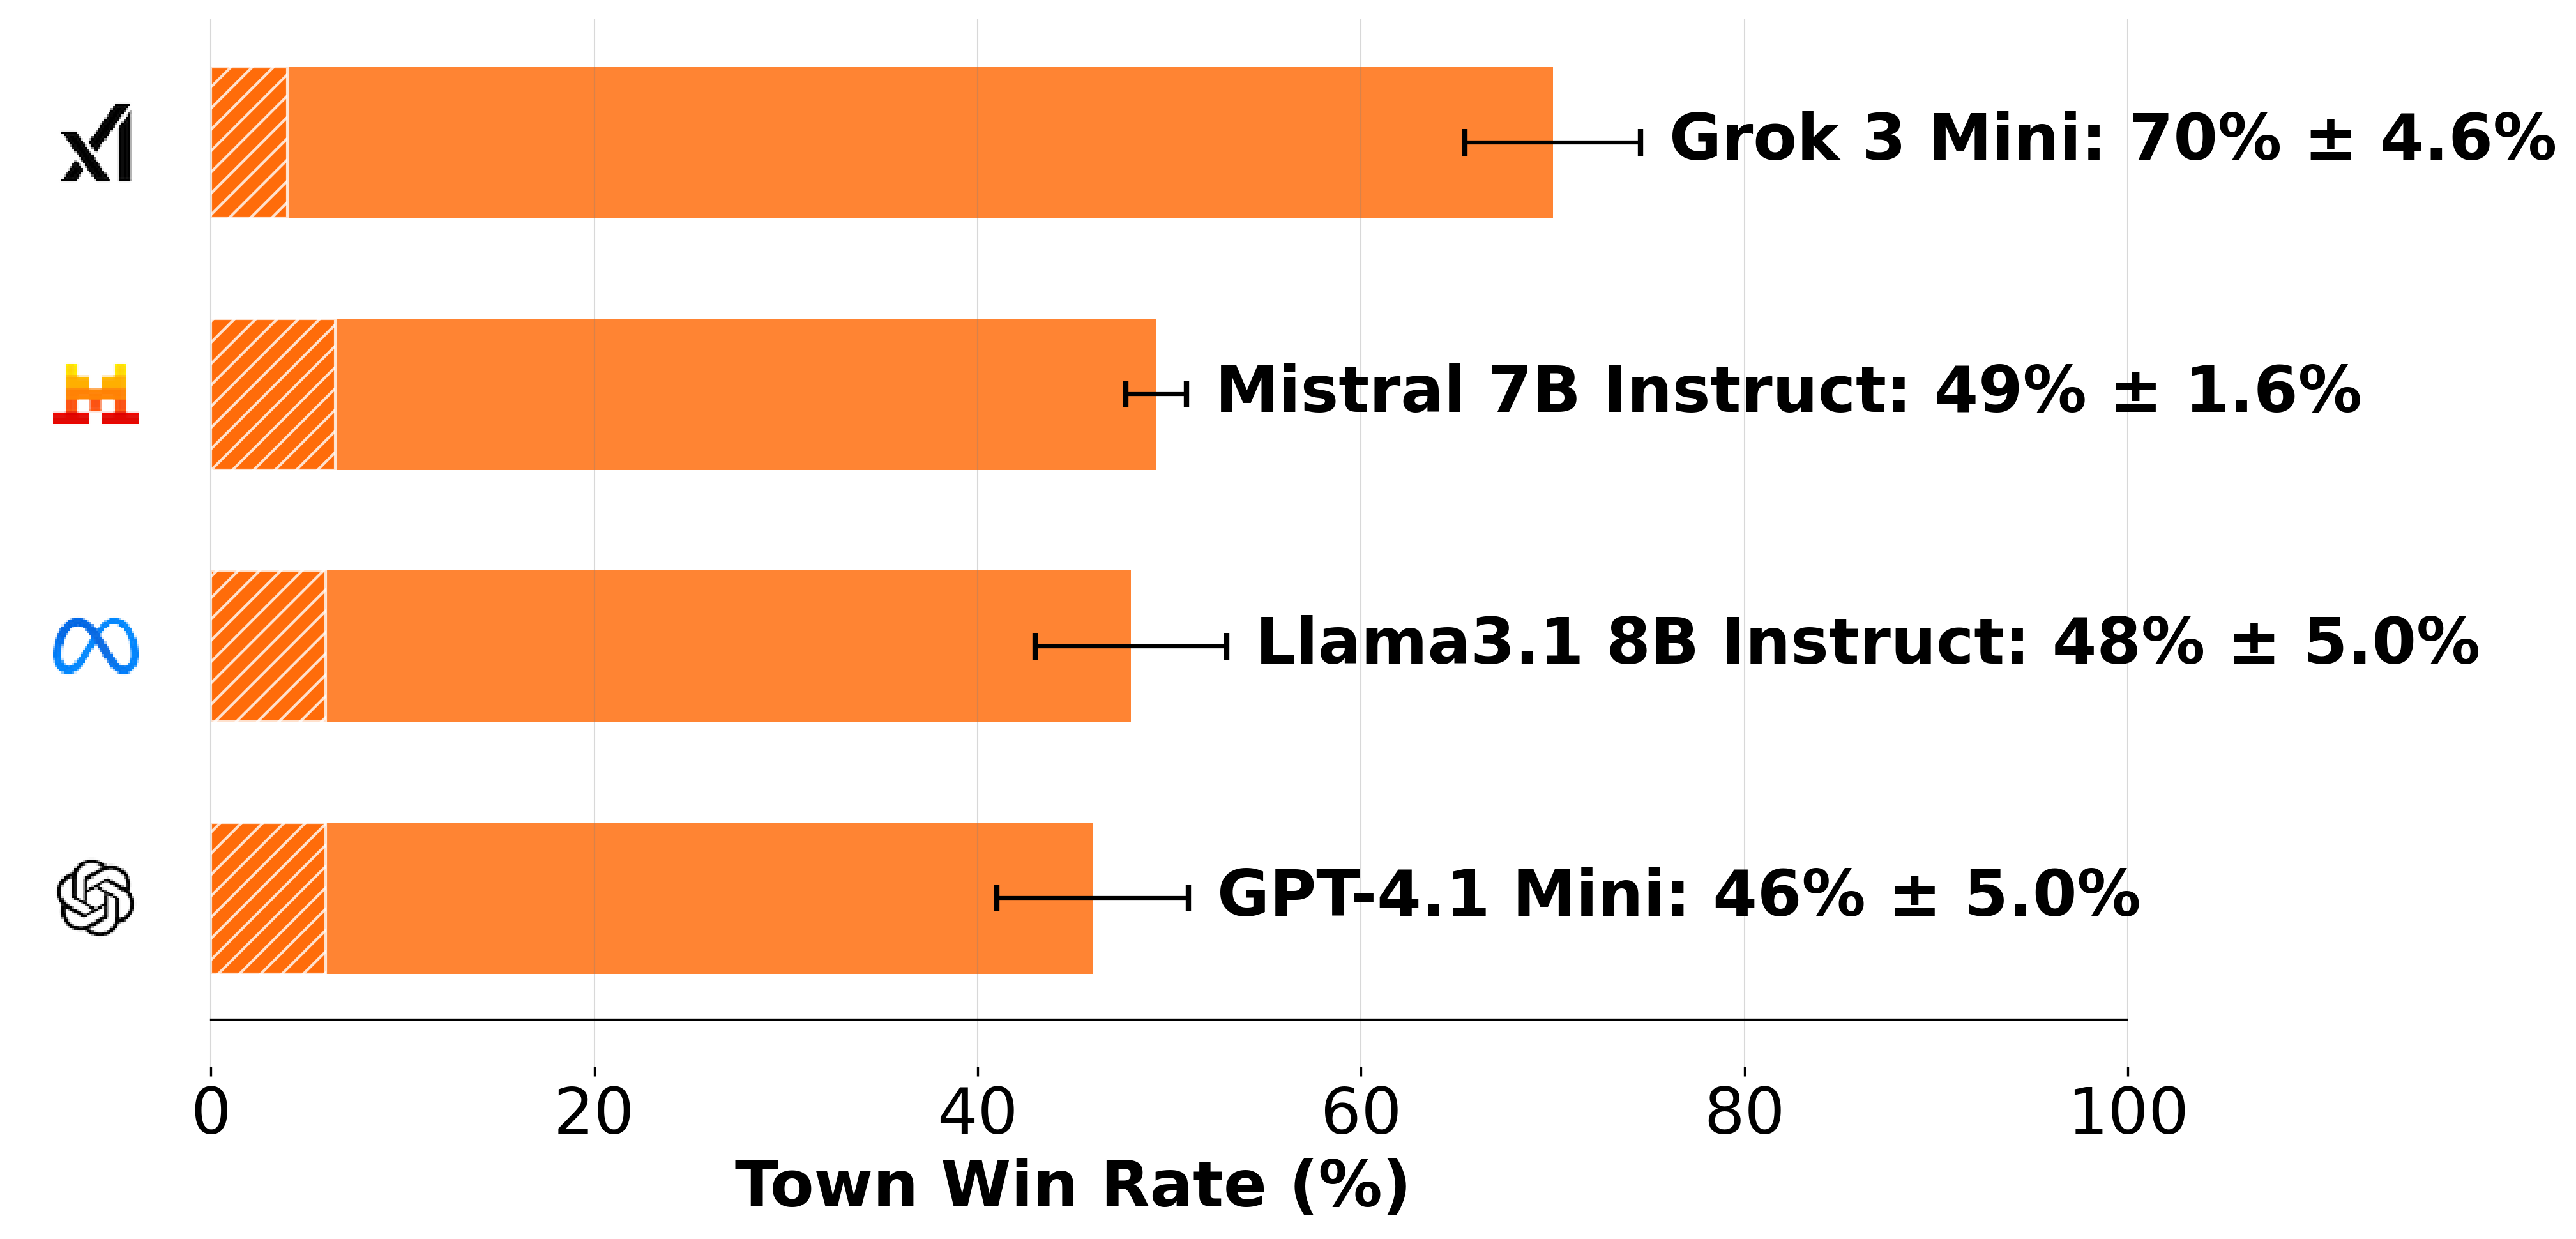 Grok 3 Mini: 70% ± 4.6%
Mistral 7B Instruct: 49% ± 1.6%
Llama3.1 8B Instruct: 48% ± 5.0%
GPT-4.1 Mini: 46% ± 5.0%
0 20 40 60 80 100
Town Win Rate (%)